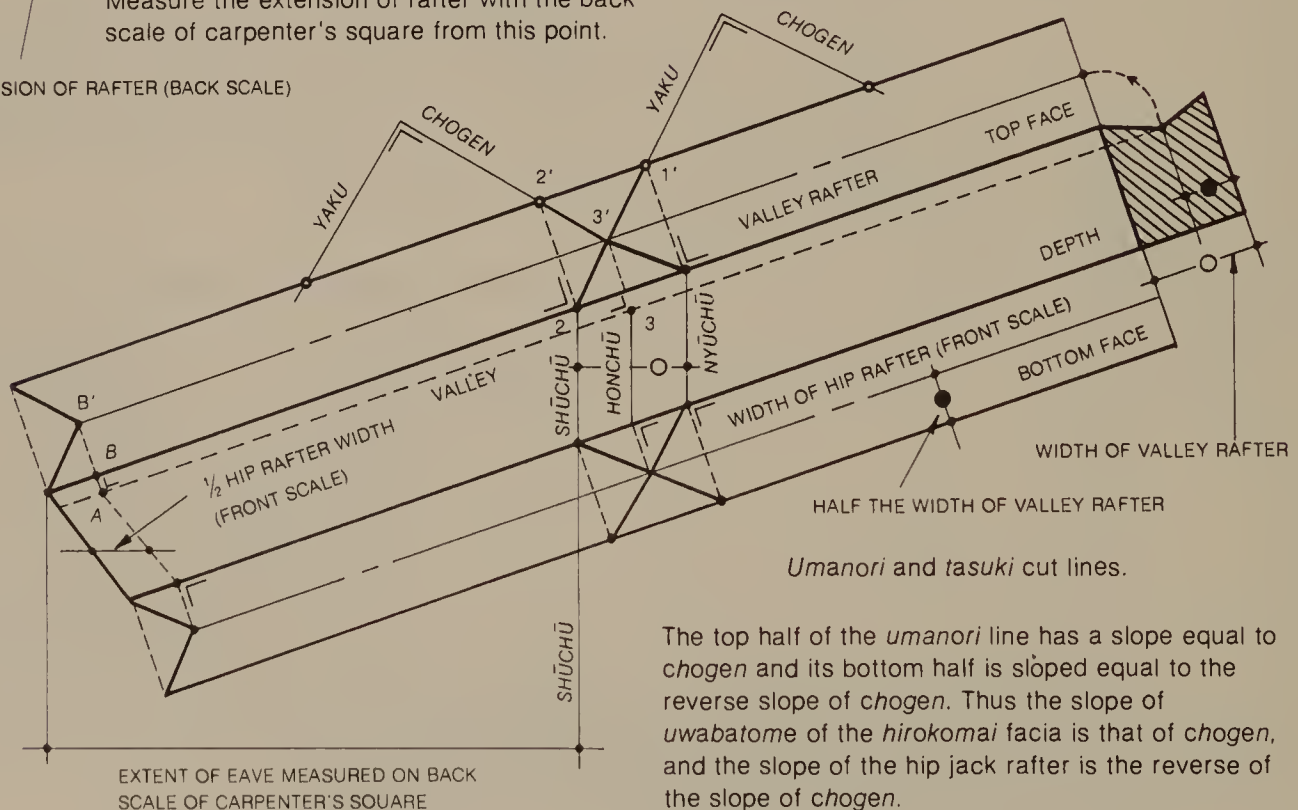 Measure the extension of rafter with the back
scale of carpenter's square from this point.
SION OF RAFTER (BACK SCALE)
CHOGEN
YAKU
CHOGEN
YAKU
2'
1'
3'
TOP FACE
VALLEY RAFTER
DEPTH
2
3
SHŪCHŪ
HONCHŪ
NYŪCHŪ
B'
VALLEY
WIDTH OF HIP RAFTER (FRONT SCALE)
BOTTOM FACE
B
A
½ HIP RAFTER WIDTH
(FRONT SCALE)
WIDTH OF VALLEY RAFTER
HALF THE WIDTH OF VALLEY RAFTER
Umanori and tasuki cut lines.
SHŪCHŪ
The top half of the umanori line has a slope equal to
chogen and its bottom half is sloped equal to the
reverse slope of chogen. Thus the slope of
uwabatome of the hirokomai facia is that of chogen,
and the slope of the hip jack rafter is the reverse of
the slope of chogen.
EXTENT OF EAVE MEASURED ON BACK
SCALE OF CARPENTER'S SQUARE